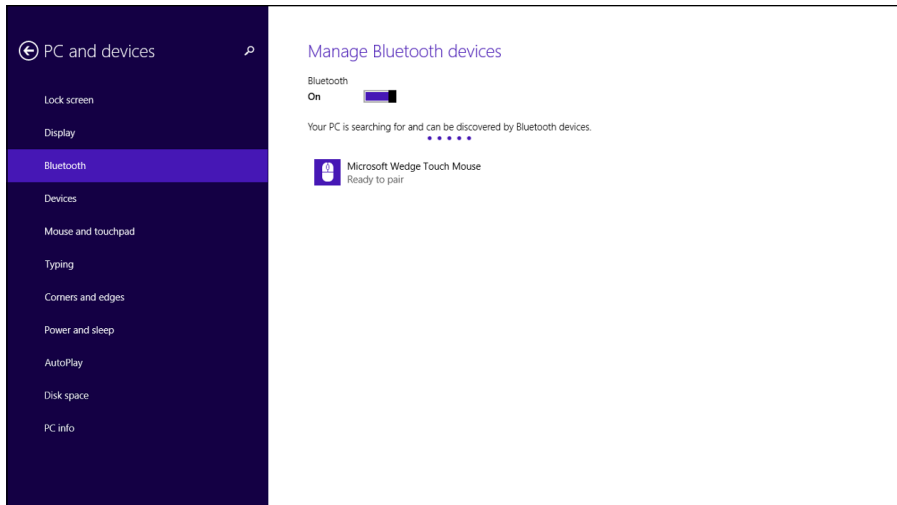 PC and devices
Lock screen
Display
Bluetooth
Devices
Mouse and touchpad
Typing
Corners and edges
Power and sleep
AutoPlay
Disk space
PC info
Manage Bluetooth devices
Bluetooth
On
Your PC is searching for and can be discovered by Bluetooth devices.
Microsoft Wedge Touch Mouse
Ready to pair